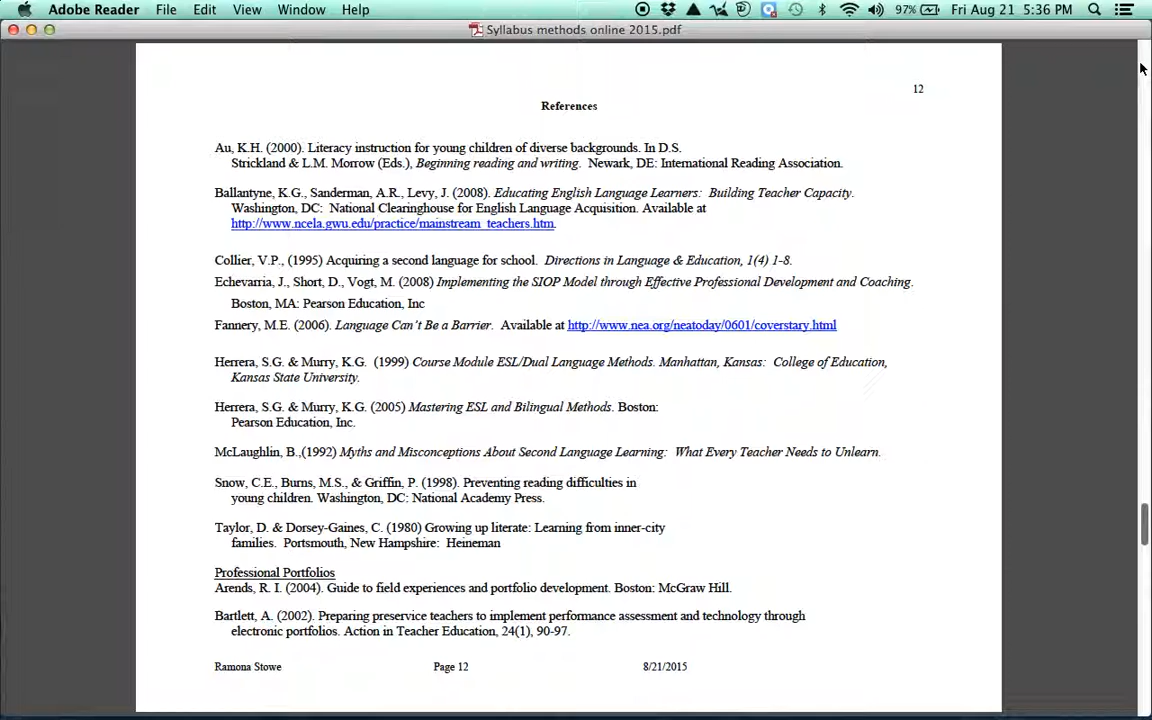 Adobe Reader File Edit View Window Help 97% Fri Aug 21 5:36 PM
Syllabus methods online 2015.pdf
12
References
Au, K.H. (2000). Literacy instruction for young children of diverse backgrounds. In D.S.
Strickland & L.M. Morrow (Eds.), Beginning reading and writing. Newark, DE: International Reading Association.
Ballantyne, K.G., Sanderman, A.R., Levy, J. (2008). Educating English Language Learners: Building Teacher Capacity.
Washington, DC: National Clearinghouse for English Language Acquisition. Available at
http://www.ncela.gwu.edu/practice/mainstream_teachers.htm.
Collier, V.P., (1995) Acquiring a second language for school. Directions in Language & Education, 1(4) 1-8.
Echevarria, J., Short, D., Vogt, M. (2008) Implementing the SIOP Model through Effective Professional Development and Coaching.
Boston, MA: Pearson Education, Inc
Fannery, M.E. (2006). Language Can't Be a Barrier. Available at http://www.nea.org/neatoday/0601/coverstary.html
Herrera, S.G. & Murry, K.G. (1999) Course Module ESL/Dual Language Methods. Manhattan, Kansas: College of Education,
Kansas State University.
Herrera, S.G. & Murry, K.G. (2005) Mastering ESL and Bilingual Methods. Boston:
Pearson Education, Inc.
McLaughlin, B.,(1992) Myths and Misconceptions About Second Language Learning: What Every Teacher Needs to Unlearn.
Snow, C.E., Burns, M.S., & Griffin, P. (1998). Preventing reading difficulties in
young children. Washington, DC: National Academy Press.
Taylor, D. & Dorsey-Gaines, C. (1980) Growing up literate: Learning from inner-city
families. Portsmouth, New Hampshire: Heineman
Professional Portfolios
Arends, R. I. (2004). Guide to field experiences and portfolio development. Boston: McGraw Hill.
Bartlett, A. (2002). Preparing preservice teachers to implement performance assessment and technology through
electronic portfolios. Action in Teacher Education, 24(1), 90-97.
Ramona Stowe Page 12 8/21/2015